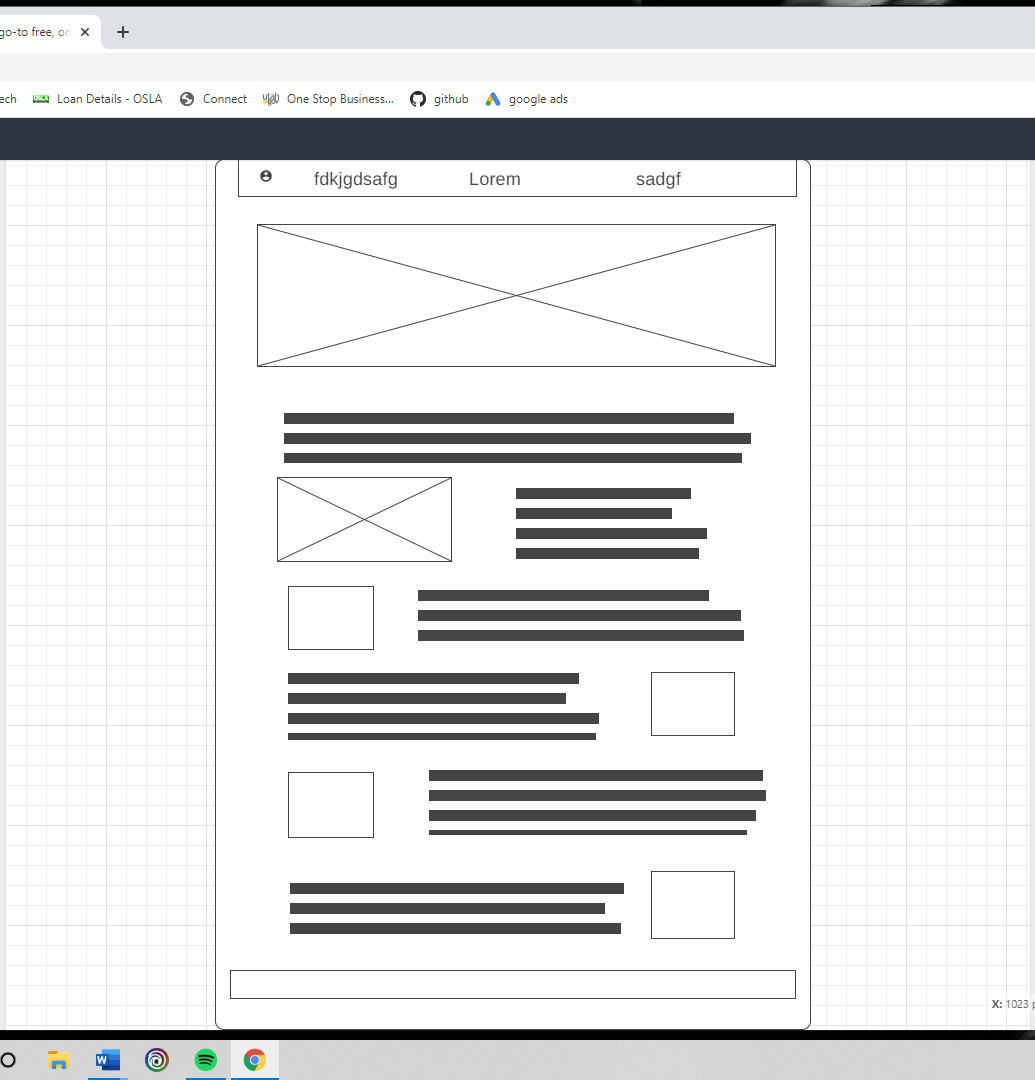 go-to free, on
ech Loan Details - OSLA Connect One Stop Business... github google ads
fdkjgdsafg Lorem sadgf
X: 1023 p